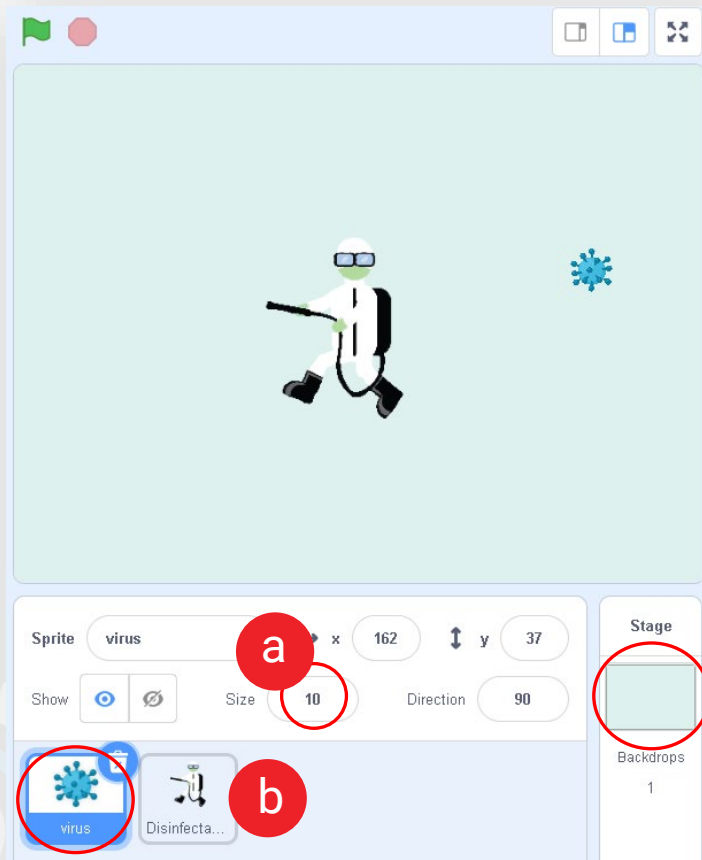 Sprite virus a x 162 y 37
Show Size 10 Direction 90
Stage
Backdrops
1
virus
Disinfecta...
b